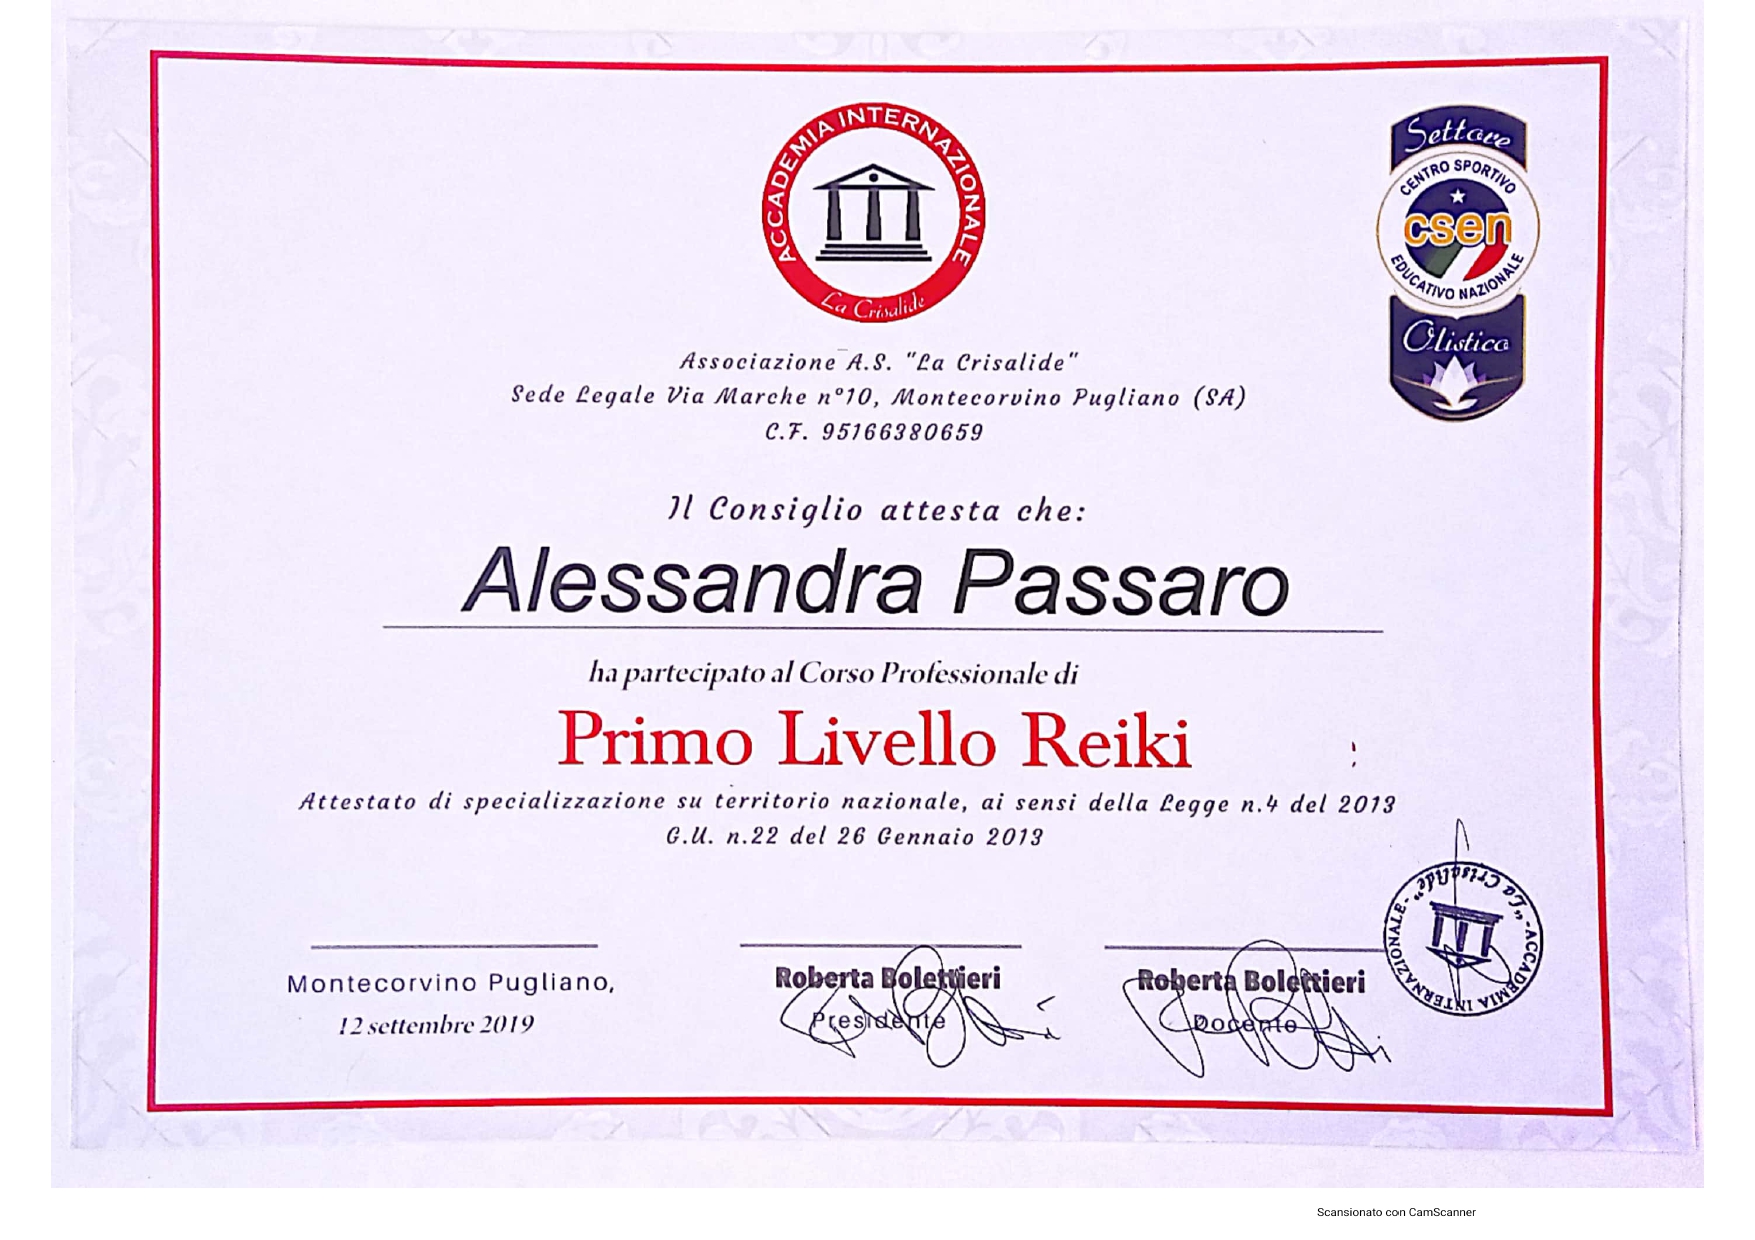 ACCADEMIA INTERNAZIONALE
La Crisalide
Settore
CENTRO SPORTIVO
csen
EDUCATIVO NAZIONALE
Olistica
Associazione A.S. "La Crisalide"
Sede Legale Via Marche n°10, Montecorvino Pugliano (SA)
C.F. 95166380659
Il Consiglio attesta che:
Alessandra Passaro
ha partecipato al Corso Professionale di
Primo Livello Reiki
Attestato di specializzazione su territorio nazionale, ai sensi della Legge n.4 del 2013
G.U. n.22 del 26 Gennaio 2013
Montecorvino Pugliano,
12 settembre 2019
Roberta Bolettieri
Presidente
Roberta Bolettieri
Docente
-ACCADEMIA INTERNAZIONALE-
"La Crisalide"
Scansionato con CamScanner